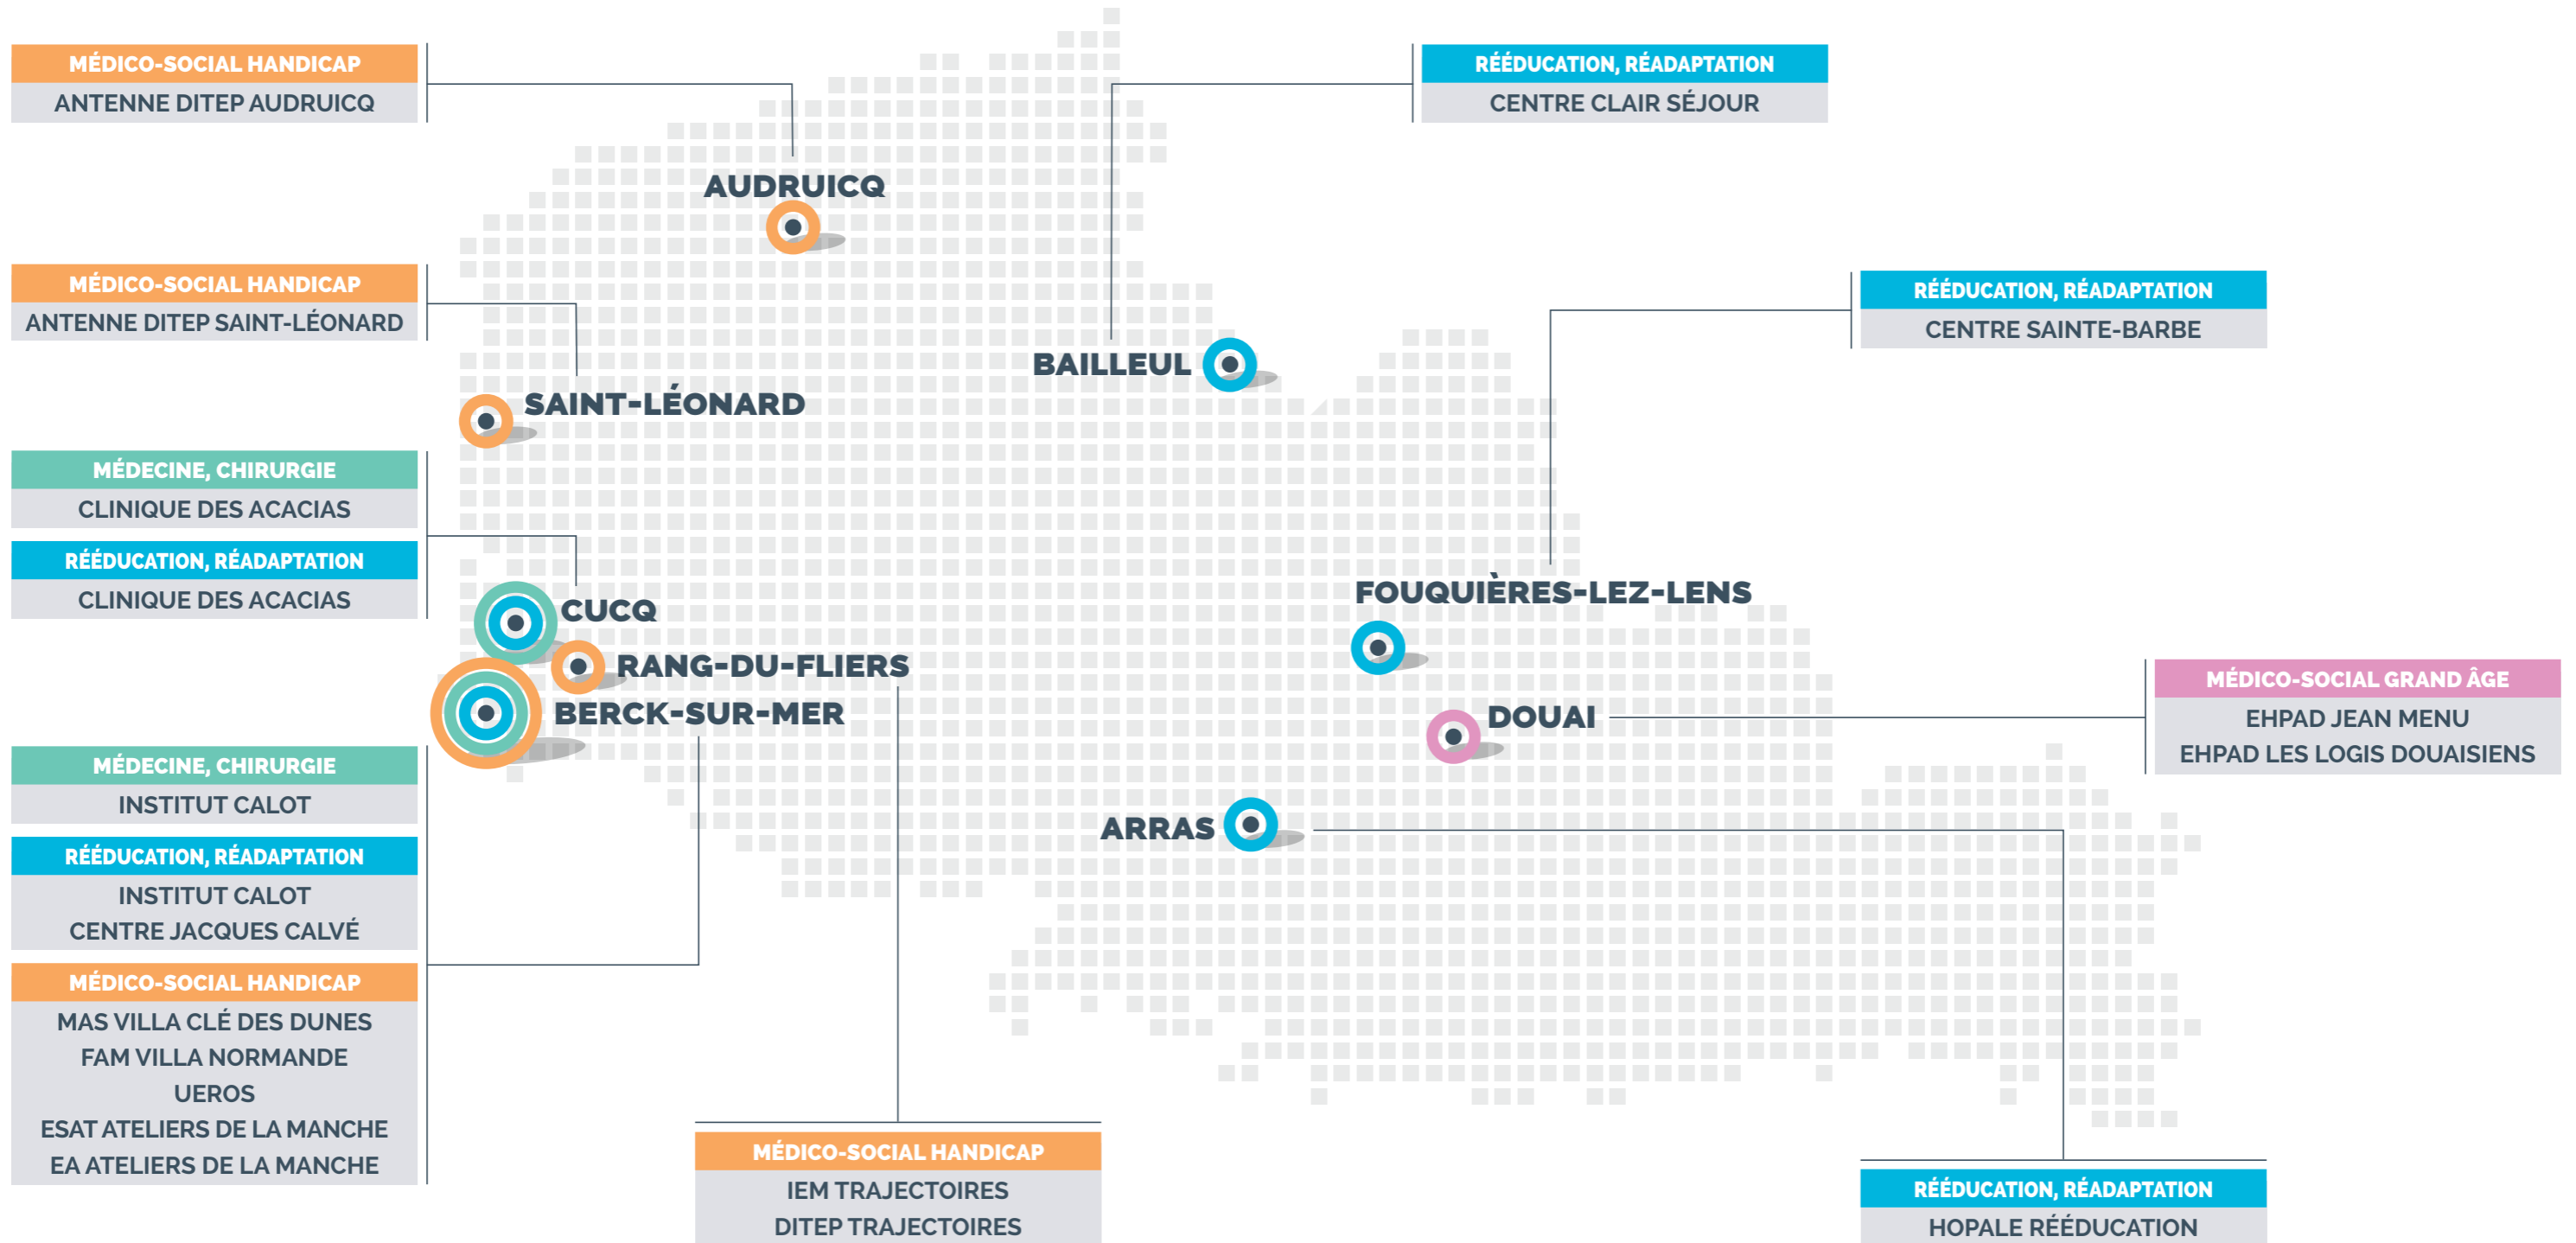 MÉDICO-SOCIAL HANDICAP
ANTENNE DITEP AUDRUICQ
RÉÉDUCATION, RÉADAPTATION
CENTRE CLAIR SÉJOUR
AUDRUICQ
MÉDICO-SOCIAL HANDICAP
ANTENNE DITEP SAINT-LÉONARD
RÉÉDUCATION, RÉADAPTATION
CENTRE SAINTE-BARBE
BAILLEUL
SAINT-LÉONARD
MÉDECINE, CHIRURGIE
CLINIQUE DES ACACIAS
RÉÉDUCATION, RÉADAPTATION
CLINIQUE DES ACACIAS
CUCQ
FOUQUIÈRES-LEZ-LENS
RANG-DU-FLIERS
BERCK-SUR-MER
DOUAI
MÉDICO-SOCIAL GRAND ÂGE
EHPAD JEAN MENU
EHPAD LES LOGIS DOUAISIENS
ARRAS
MÉDECINE, CHIRURGIE
INSTITUT CALOT
RÉÉDUCATION, RÉADAPTATION
INSTITUT CALOT
CENTRE JACQUES CALVÉ
MÉDICO-SOCIAL HANDICAP
MAS VILLA CLÉ DES DUNES
FAM VILLA NORMANDE
UEROS
ESAT ATELIERS DE LA MANCHE
EA ATELIERS DE LA MANCHE
MÉDICO-SOCIAL HANDICAP
IEM TRAJECTOIRES
DITEP TRAJECTOIRES
RÉÉDUCATION, RÉADAPTATION
HOPALE RÉÉDUCATION